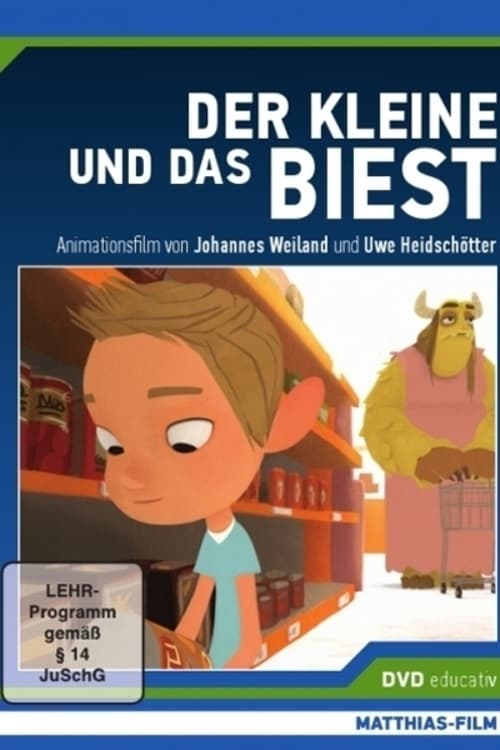 DER KLEINE
UND DAS BIEST
Animationsfilm von Johannes Weiland und Uwe Heidschötter
LEHR-
Programm
gemäß
§ 14
JuSchG
DVD educativ
MATTHIAS-FILM